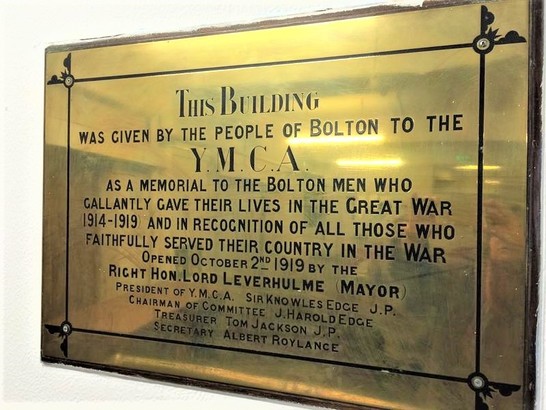 THIS BUILDING
WAS GIVEN BY THE PEOPLE OF BOLTON TO THE
Y.M.C.A.
AS A MEMORIAL TO THE BOLTON MEN WHO
GALLANTLY GAVE THEIR LIVES IN THE GREAT WAR
1914-1919 AND IN RECOGNITION OF ALL THOSE WHO
FAITHFULLY SERVED THEIR COUNTRY IN THE WAR
OPENED OCTOBER 2ND 1919 BY THE
RIGHT HON. LORD LEVERHULME (MAYOR)
PRESIDENT OF Y.M.C.A. SIR KNOWLES EDGE J.P.
CHAIRMAN OF COMMITTEE J. HAROLD EDGE
TREASURER TOM JACKSON J.P.
SECRETARY ALBERT ROYLANCE